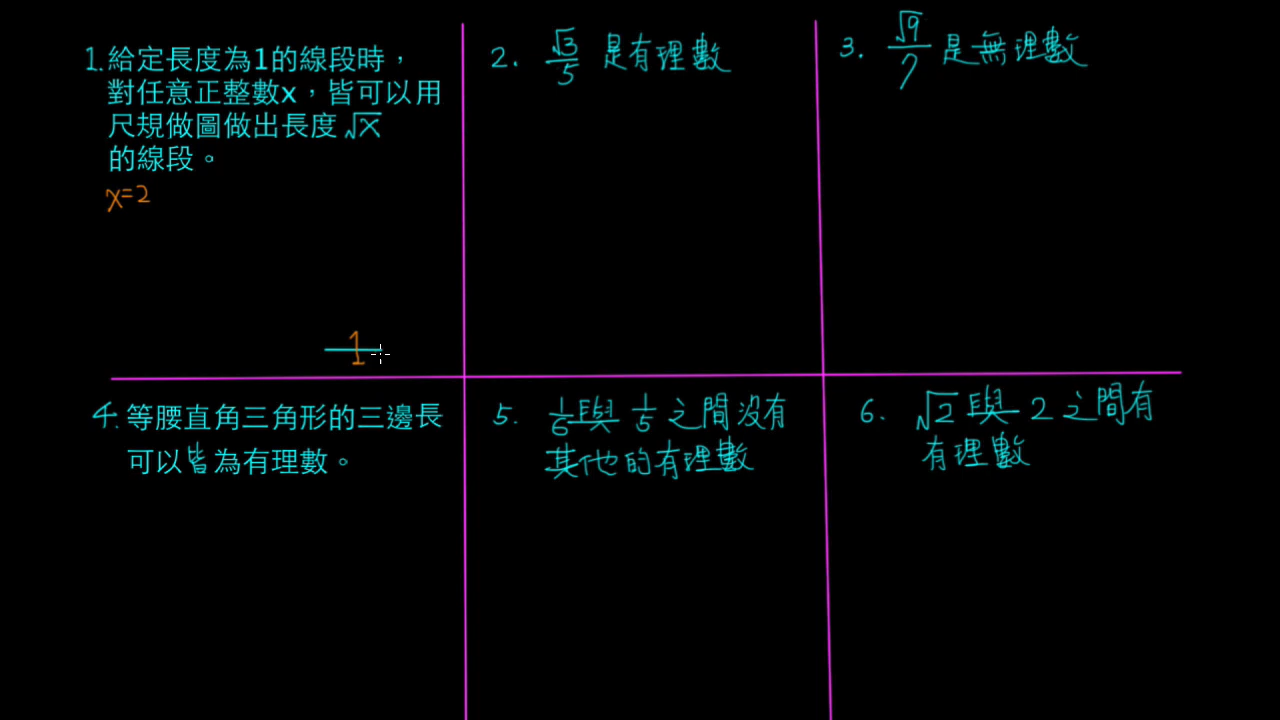 1. 給定長度為1的線段時，
對任意正整數x，皆可以用
尺規做圖做出長度 √x
的線段。
x=2
1
2. √3/5 是有理數
3. √9/7 是無理數
4. 等腰直角三角形的三邊長
可以皆為有理數。
5. 1/6與 1/5 之間沒有
其他的有理數
6. √2 與 2 之間有
有理數